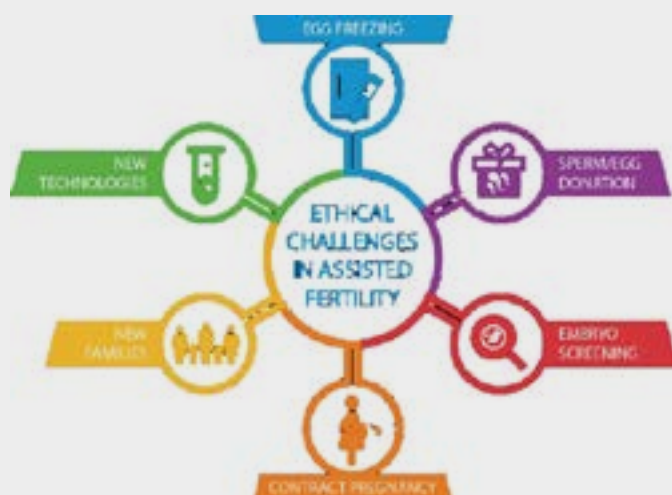 EGG FREEZING
NEW
TECHNOLOGIES
SPERM/EGG
DONATION
ETHICAL
CHALLENGES
IN ASSISTED
FERTILITY
NEW
FAMILIES
EMBRYO
SCREENING
CONTRACT PREGNANCY